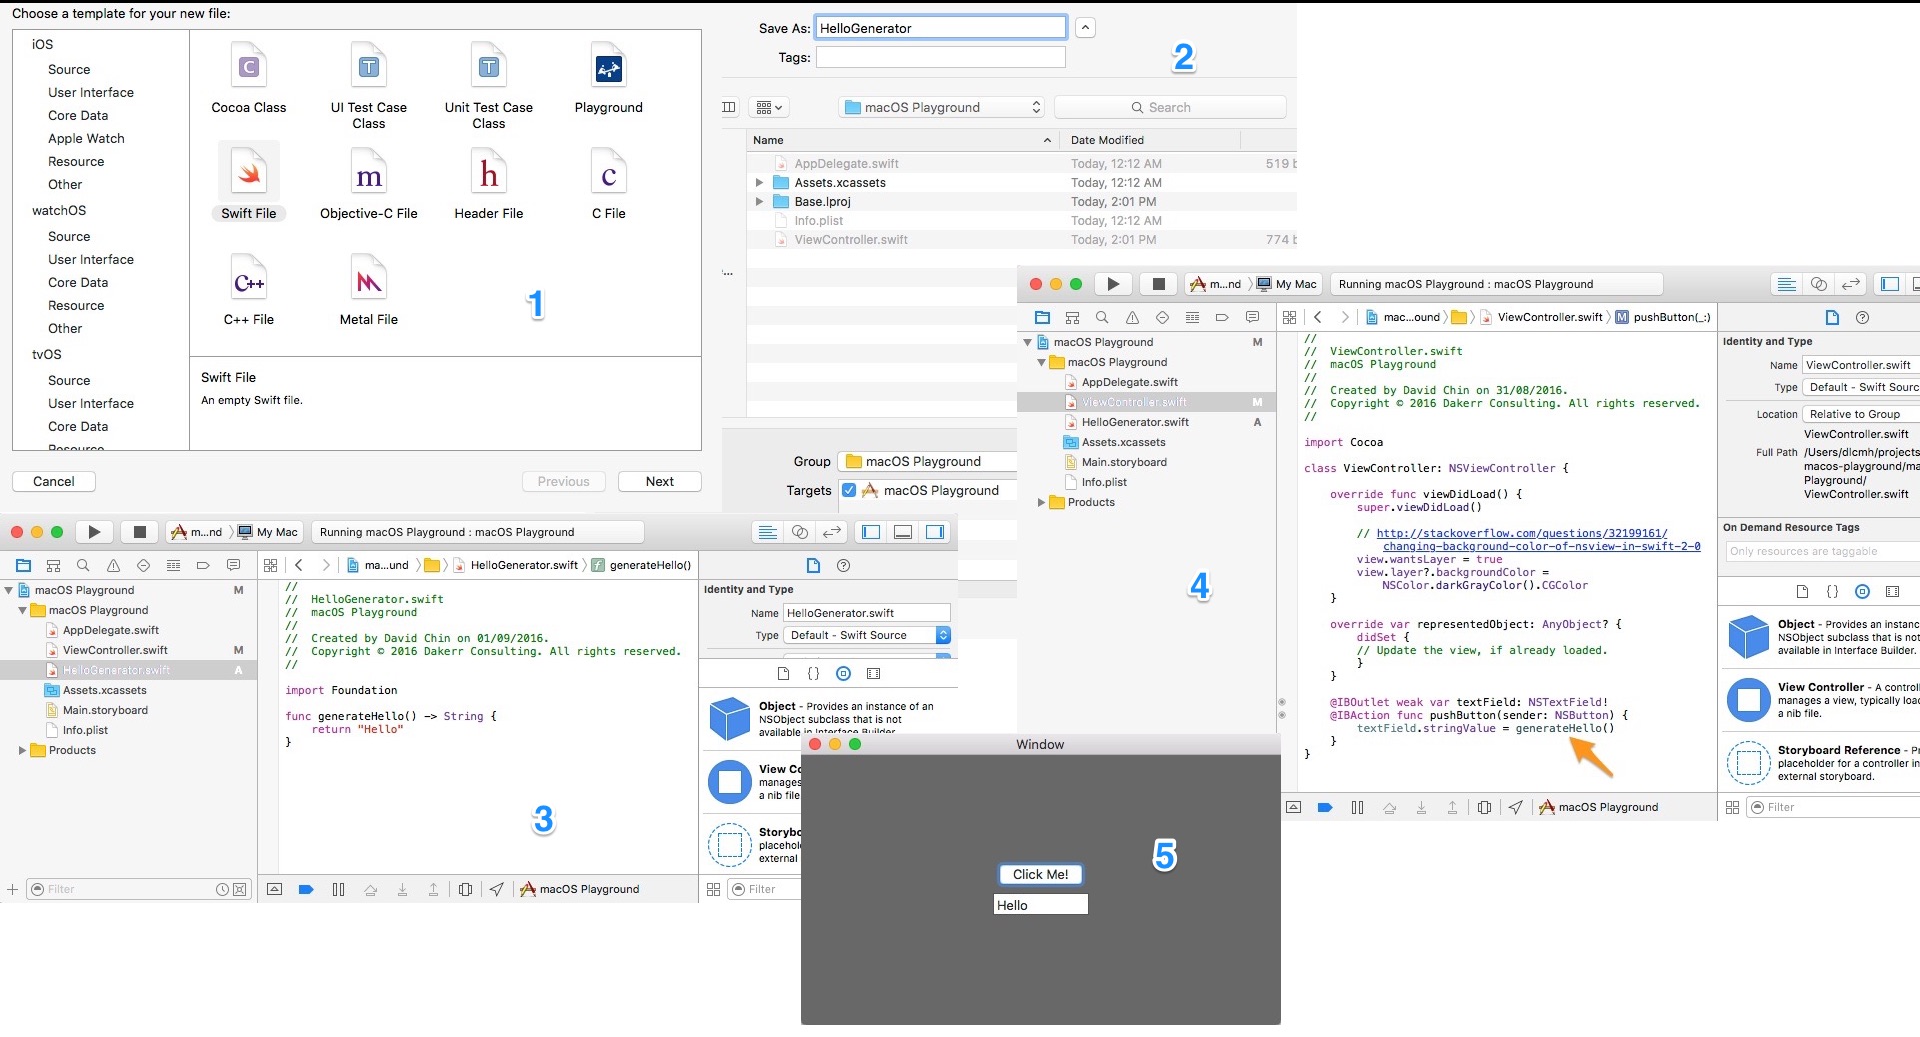 Choose a template for your new file:
iOS
Source
User Interface
Core Data
Apple Watch
Resource
Other
watchOS
Source
User Interface
Core Data
Resource
Other
tvOS
Source
User Interface
Core Data
Resource
Cocoa Class
UI Test Case
Class
Unit Test Case
Class
Playground
Swift File
Objective-C File
Header File
C File
C++ File
Metal File
1
Swift File
An empty Swift file.
Cancel
Previous
Next
Save As: HelloGenerator
Tags:
2
macOS Playground
Search
Name
Date Modified
AppDelegate.swift Today, 12:12 AM 519 b
Assets.xcassets Today, 12:12 AM
Base.lproj Today, 2:01 PM
Info.plist Today, 12:12 AM
ViewController.swift Today, 2:01 PM 774 b
Group macOS Playground
Targets macOS Playground
m...nd My Mac Running macOS Playground : macOS Playground
ma...und HelloGenerator.swift generateHello()
macOS Playground M
macOS Playground
AppDelegate.swift
ViewController.swift M
HelloGenerator.swift A
Assets.xcassets
Main.storyboard
Info.plist
Products
Filter
//
// HelloGenerator.swift
// macOS Playground
//
// Created by David Chin on 01/09/2016.
// Copyright © 2016 Dakerr Consulting. All rights reserved.
//
import Foundation
func generateHello() -> String {
return "Hello"
}
3
macOS Playground
Identity and Type
Name HelloGenerator.swift
Type Default - Swift Source
Object - Provides an instance of an
NSObject subclass that is not
available in Interface Builder.
View Co
manages
a nib file
Storybo
placehol
external
Filter
m...nd My Mac Running macOS Playground : macOS Playground
mac...ound ViewController.swift M pushButton(_:)
macOS Playground M
macOS Playground
AppDelegate.swift
ViewController.swift M
HelloGenerator.swift A
Assets.xcassets
Main.storyboard
Info.plist
Products
4
//
// ViewController.swift
// macOS Playground
//
// Created by David Chin on 31/08/2016.
// Copyright © 2016 Dakerr Consulting. All rights reserved.
//
import Cocoa
class ViewController: NSViewController {
override func viewDidLoad() {
super.viewDidLoad()
// http://stackoverflow.com/questions/32199161/
changing-background-color-of-nsview-in-swift-2-0
view.wantsLayer = true
view.layer?.backgroundColor =
NSColor.darkGrayColor().CGColor
}
override var representedObject: AnyObject? {
didSet {
// Update the view, if already loaded.
}
}
@IBOutlet weak var textField: NSTextField!
@IBAction func pushButton(sender: NSButton) {
textField.stringValue = generateHello()
}
}
macOS Playground
Identity and Type
Name ViewController.swift
Type Default - Swift Sourc
Location Relative to Group
ViewController.swift
Full Path /Users/dlcmh/projects
macos-playground/ma
Playground/
ViewController.swift
On Demand Resource Tags
Only resources are taggable
Object - Provides an instance
NSObject subclass that is not
available in Interface Builder.
View Controller - A controll
manages a view, typically loa
a nib file.
Storyboard Reference - Pr
placeholder for a controller in
external storyboard.
Filter
Window
5
Click Me!
Hello